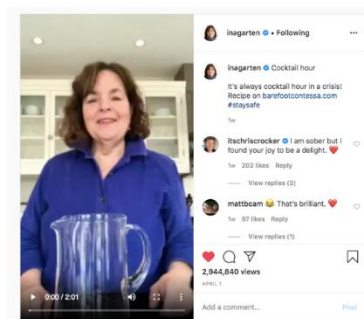 inagarten • Following
inagarten Cocktail hour
It's always cocktail hour in a crisis!
Recipe on barefootcontessa.com
#staysafe
1w
itschriscrocker I am sober but I
found your joy to be a delight. ❤️
1w 202 likes Reply
View replies (3)
mattbcam 😂 That's brilliant. ❤️
1w 97 likes Reply
View replies (1)
2,944,840 views
APRIL 1
Add a comment... Post
0:00 / 2:01